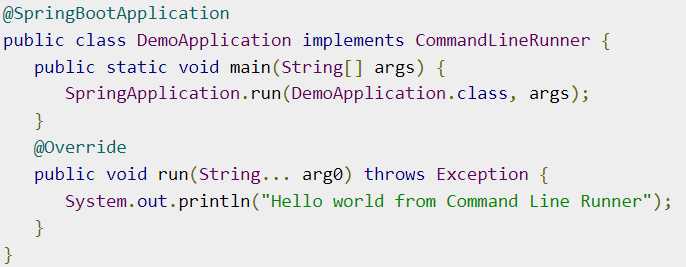 @SpringBootApplication
public class DemoApplication implements CommandLineRunner {
   public static void main(String[] args) {
      SpringApplication.run(DemoApplication.class, args);
   }
   @Override
   public void run(String... arg0) throws Exception {
      System.out.println("Hello world from Command Line Runner");
   }
}